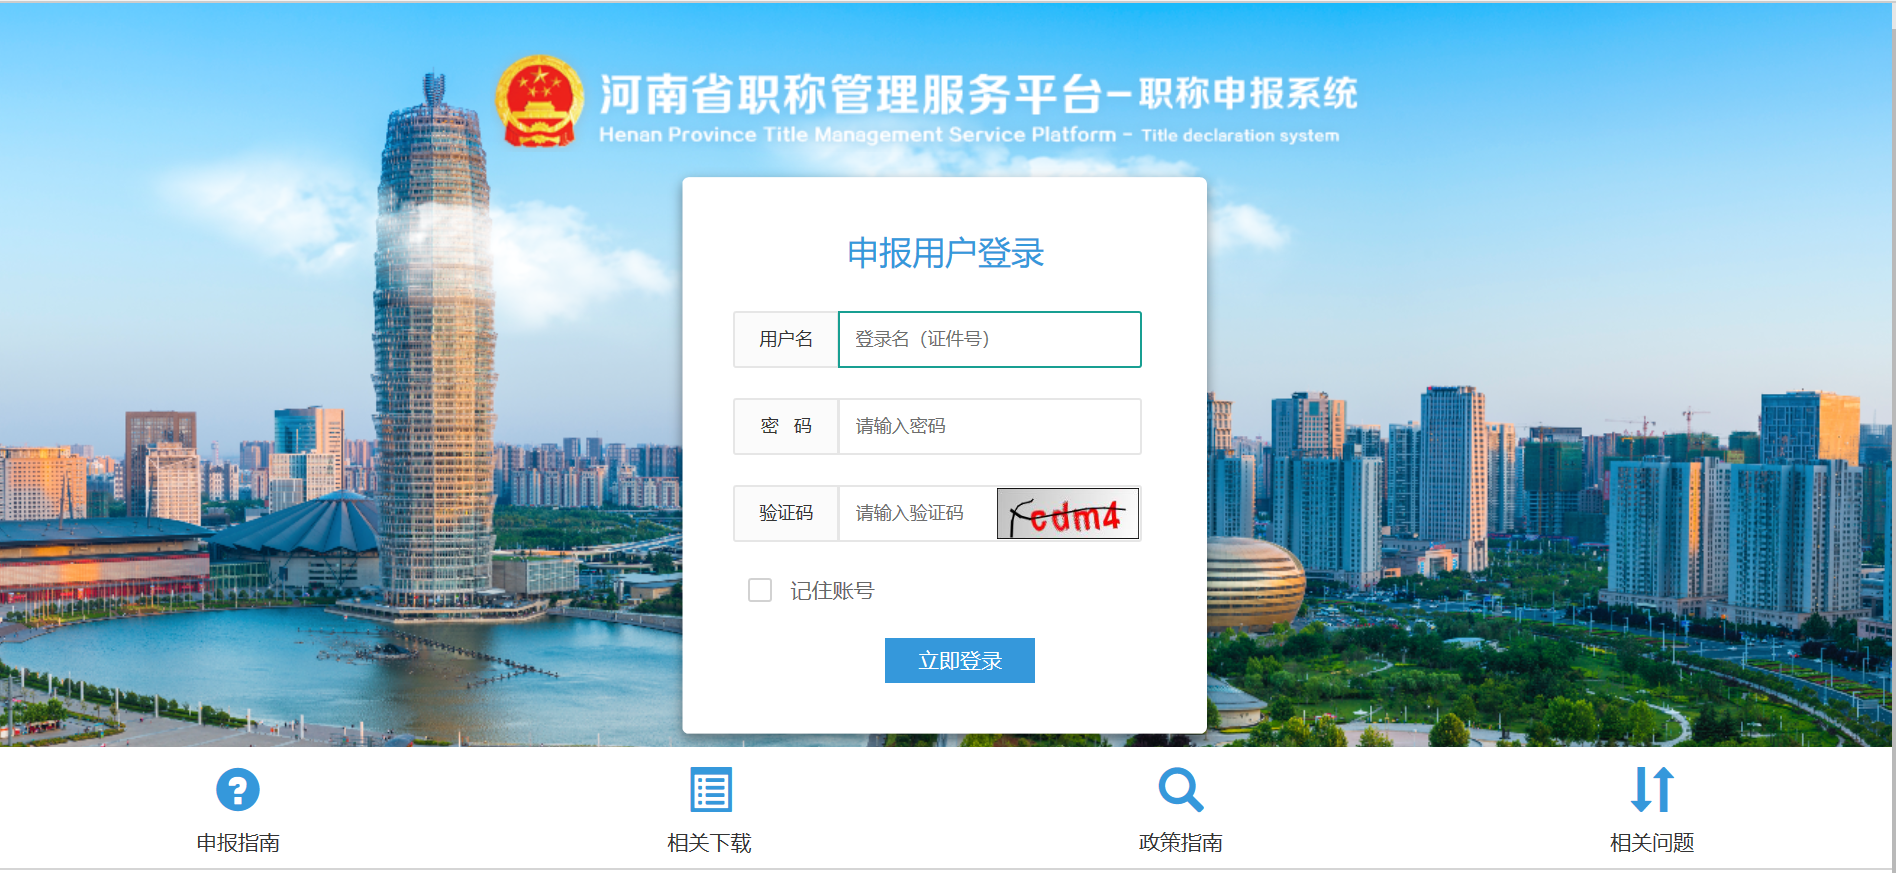 河南省职称管理服务平台－职称申报系统
Henan Province Title Management Service Platform - Title declaration system
申报用户登录
用户名 登录名（证件号）
密 码 请输入密码
验证码 请输入验证码 cdm4
记住账号
立即登录
申报指南 相关下载 政策指南 相关问题